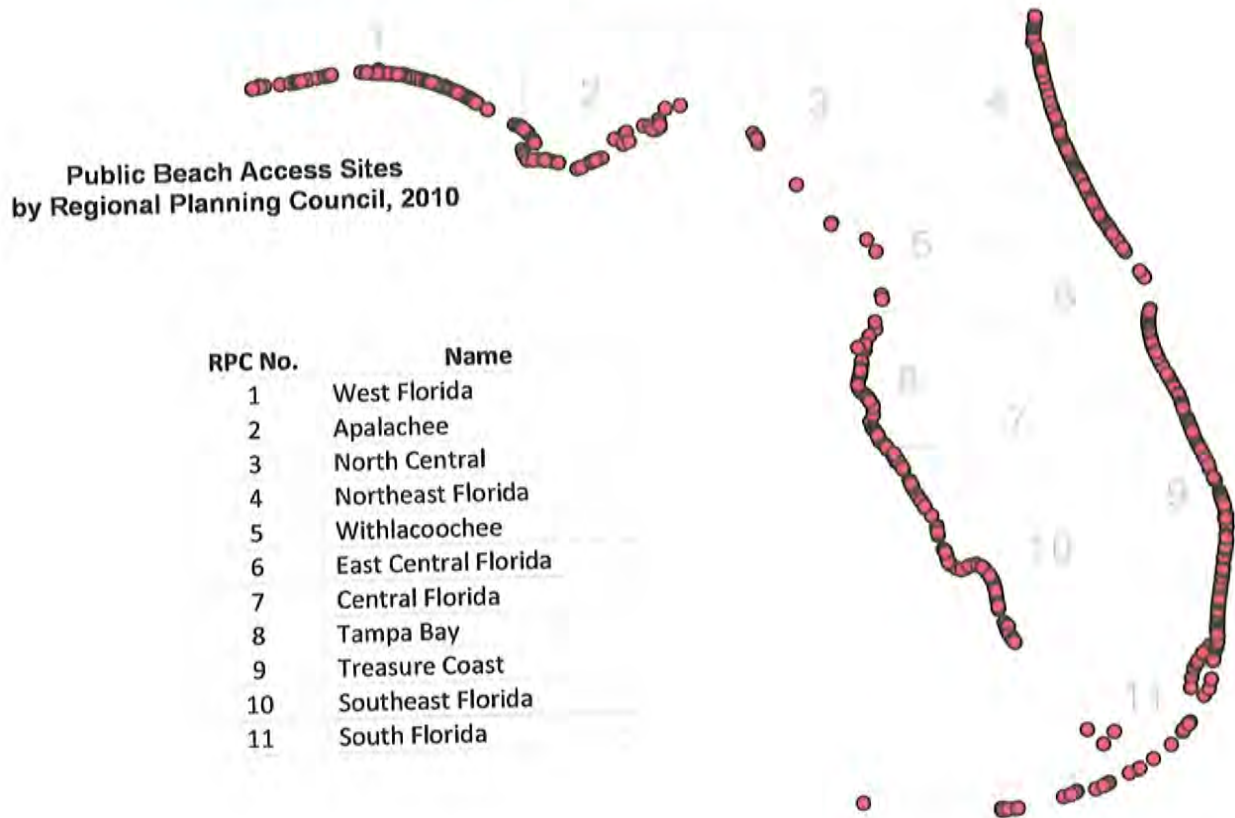 1
2
3
4
Public Beach Access Sites
by Regional Planning Council, 2010
5
6
RPC No. Name
1 West Florida
2 Apalachee
3 North Central
4 Northeast Florida
5 Withlacoochee
6 East Central Florida
7 Central Florida
8 Tampa Bay
9 Treasure Coast
10 Southeast Florida
11 South Florida
8
7
9
10
11